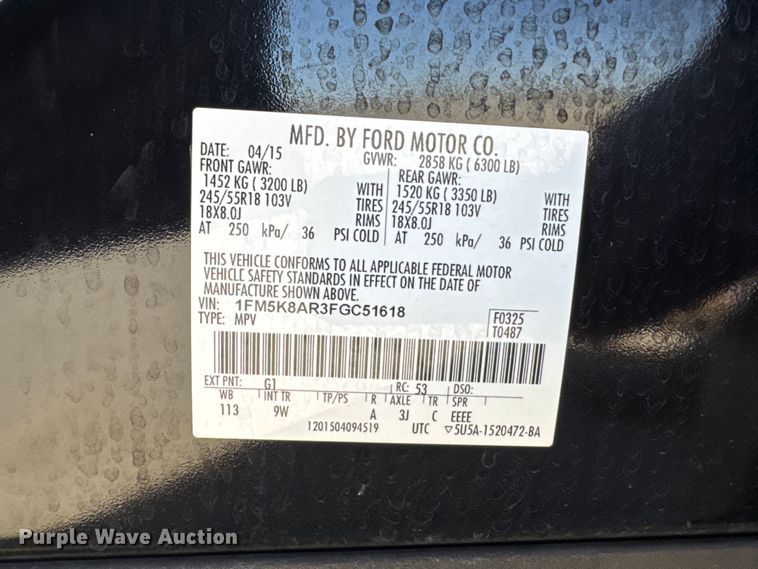 MFD. BY FORD MOTOR CO.
DATE: 04/15 GVWR: 2858 KG ( 6300 LB)
FRONT GAWR: REAR GAWR:
1452 KG ( 3200 LB) WITH 1520 KG ( 3350 LB) WITH
245/55R18 103V TIRES 245/55R18 103V TIRES
18X8.0J RIMS 18X8.0J RIMS
AT 250 kPa/ 36 PSI COLD AT 250 kPa/ 36 PSI COLD
THIS VEHICLE CONFORMS TO ALL APPLICABLE FEDERAL MOTOR
VEHICLE SAFETY STANDARDS IN EFFECT ON THE DATE OF
MANUFACTURE SHOWN ABOVE.
VIN: 1FM5K8AR3FGC51618 F0325
TYPE: MPV T0487
EXT PNT: G1 RC: 53 DSO:
WB INT TR TP/PS R AXLE TR SPR
113 9W A 3J C EEEE
1201504094519 UTC ▽5U5A-1520472-BA
Purple Wave Auction®